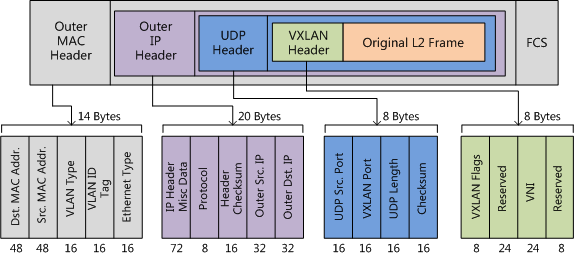 Outer
MAC
Header
Outer
IP
Header
UDP
Header
VXLAN
Header
Original L2 Frame
FCS
14 Bytes
20 Bytes
8 Bytes
8 Bytes
Dst. MAC Addr.
Src. MAC Addr.
VLAN Type
VLAN ID
Tag
Ethernet Type
IP Header
Misc Data
Protocol
Header
Checksum
Outer Src. IP
Outer Dst. IP
UDP Src. Port
VXLAN Port
UDP Length
Checksum
VXLAN Flags
Reserved
VNI
Reserved
48 48 16 16 16
72 8 16 32 32
16 16 16 16
8 24 24 8